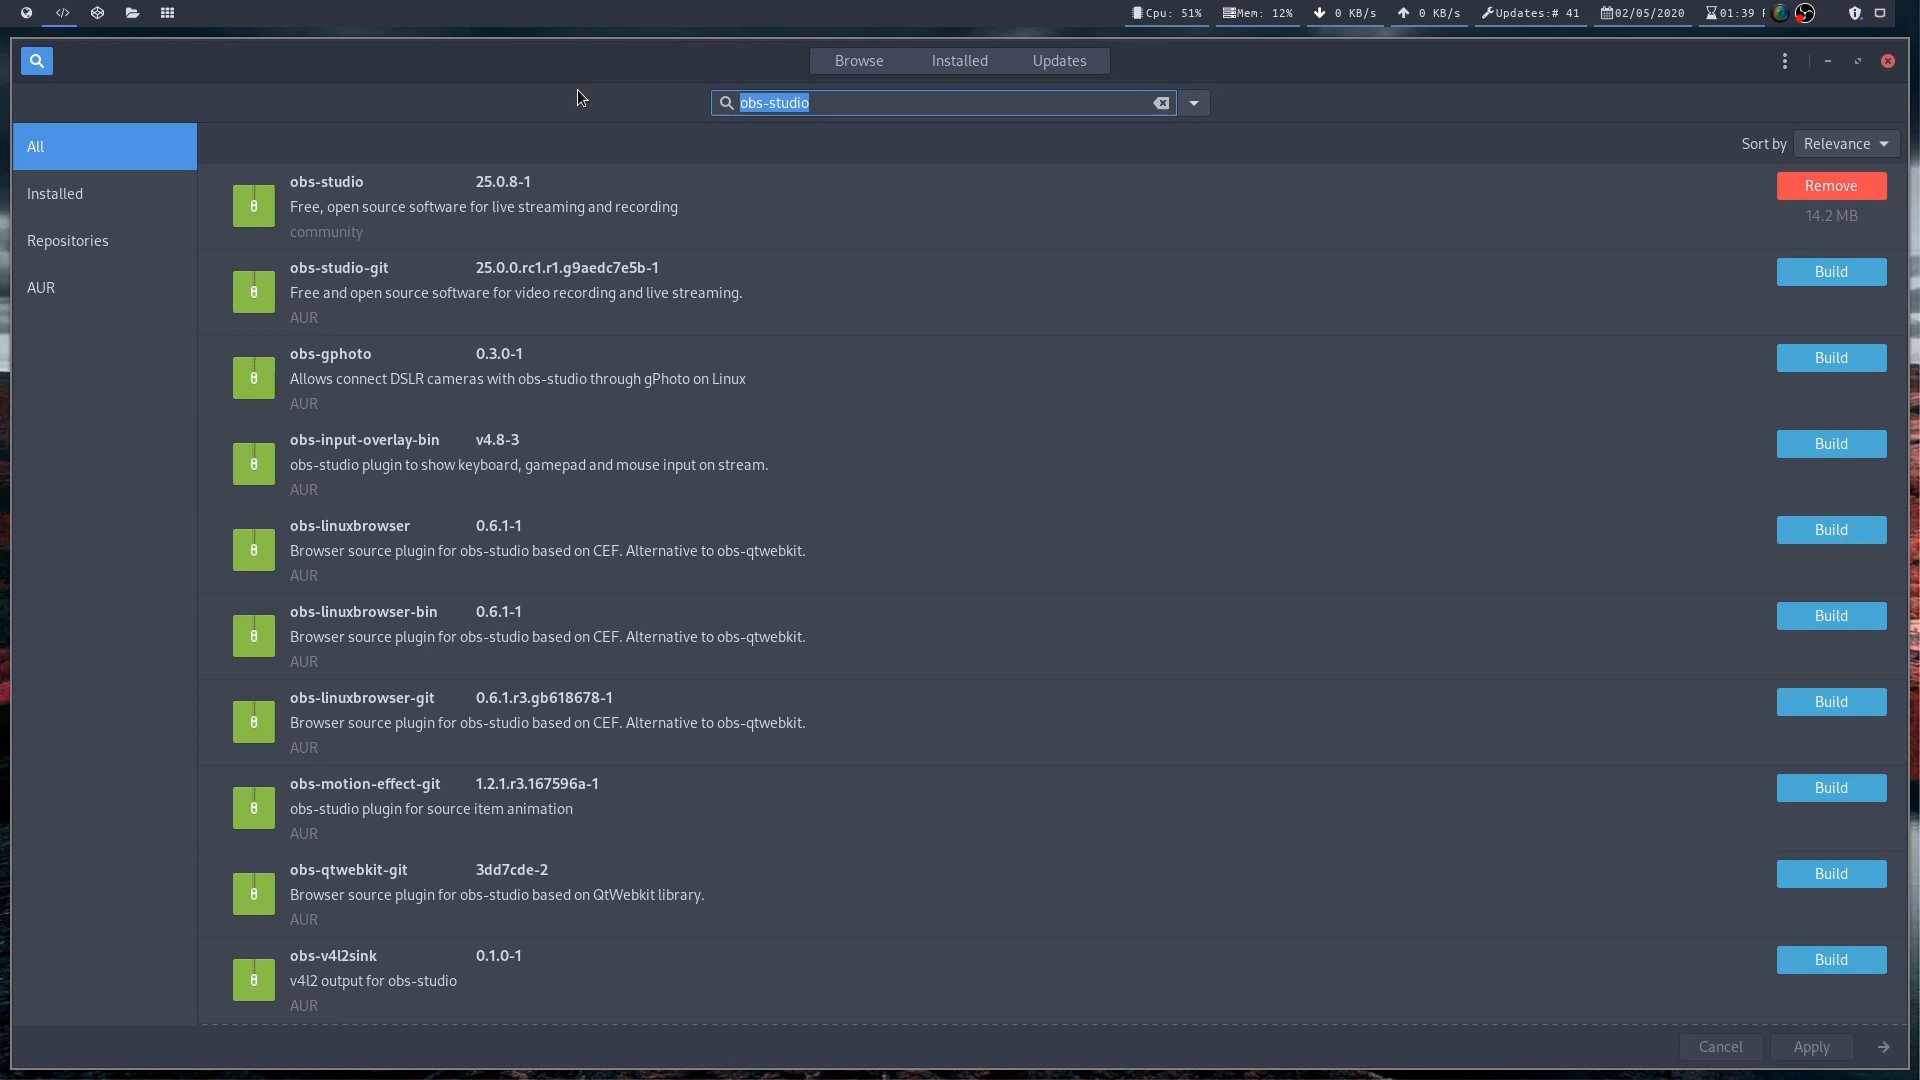 Cpu: 51% Mem: 12% 0 KB/s 0 KB/s Updates:# 41 02/05/2020 01:39
Browse Installed Updates
obs-studio
All
Installed
Repositories
AUR
Sort by Relevance
obs-studio 25.0.8-1
Free, open source software for live streaming and recording
community
Remove
14.2 MB
obs-studio-git 25.0.0.rc1.r1.g9aedc7e5b-1
Free and open source software for video recording and live streaming.
AUR
Build
obs-gphoto 0.3.0-1
Allows connect DSLR cameras with obs-studio through gPhoto on Linux
AUR
Build
obs-input-overlay-bin v4.8-3
obs-studio plugin to show keyboard, gamepad and mouse input on stream.
AUR
Build
obs-linuxbrowser 0.6.1-1
Browser source plugin for obs-studio based on CEF. Alternative to obs-qtwebkit.
AUR
Build
obs-linuxbrowser-bin 0.6.1-1
Browser source plugin for obs-studio based on CEF. Alternative to obs-qtwebkit.
AUR
Build
obs-linuxbrowser-git 0.6.1.r3.gb618678-1
Browser source plugin for obs-studio based on CEF. Alternative to obs-qtwebkit.
AUR
Build
obs-motion-effect-git 1.2.1.r3.167596a-1
obs-studio plugin for source item animation
AUR
Build
obs-qtwebkit-git 3dd7cde-2
Browser source plugin for obs-studio based on QtWebkit library.
AUR
Build
obs-v4l2sink 0.1.0-1
v4l2 output for obs-studio
AUR
Build
Cancel Apply